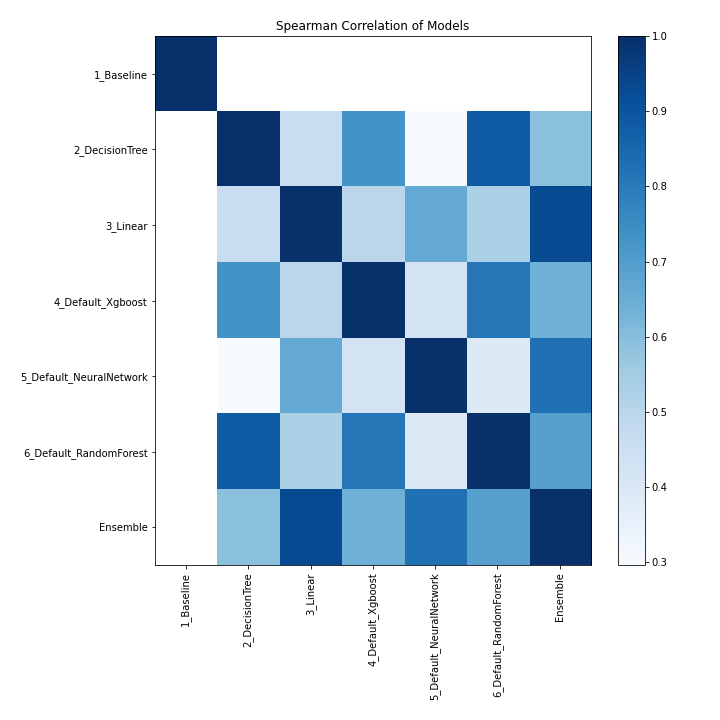 Spearman Correlation of Models
1_Baseline
2_DecisionTree
3_Linear
4_Default_Xgboost
5_Default_NeuralNetwork
6_Default_RandomForest
Ensemble
1_Baseline
2_DecisionTree
3_Linear
4_Default_Xgboost
5_Default_NeuralNetwork
6_Default_RandomForest
Ensemble
1.0
0.9
0.8
0.7
0.6
0.5
0.4
0.3